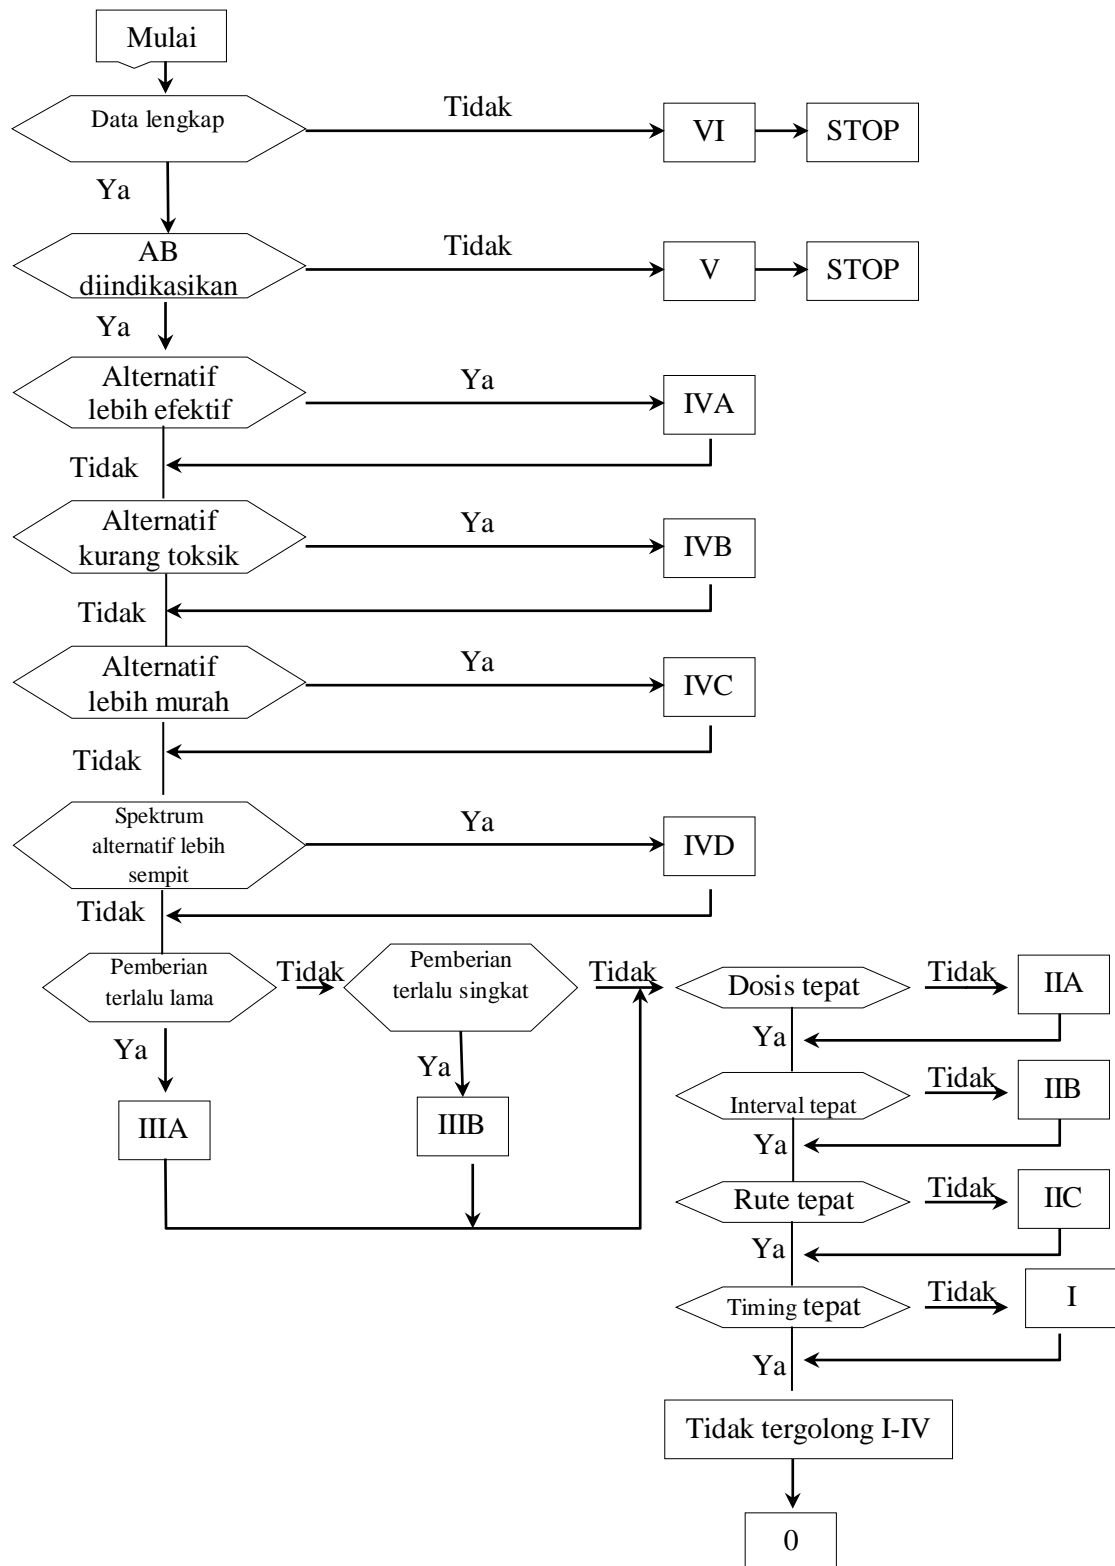 Mulai
Data lengkap
Tidak
VI
STOP
Ya
AB
diindikasikan
Tidak
V
STOP
Ya
Alternatif
lebih efektif
Ya
IVA
Tidak
Alternatif
kurang toksik
Ya
IVB
Tidak
Alternatif
lebih murah
Ya
IVC
Tidak
Spektrum
alternatif lebih
sempit
Ya
IVD
Tidak
Pemberian
terlalu lama
Tidak
Pemberian
terlalu singkat
Tidak
Ya
IIIA
Ya
IIIB
Dosis tepat
Tidak
IIA
Ya
Interval tepat
Tidak
IIB
Ya
Rute tepat
Tidak
IIC
Ya
Timing tepat
Tidak
I
Ya
Tidak tergolong I-IV
0